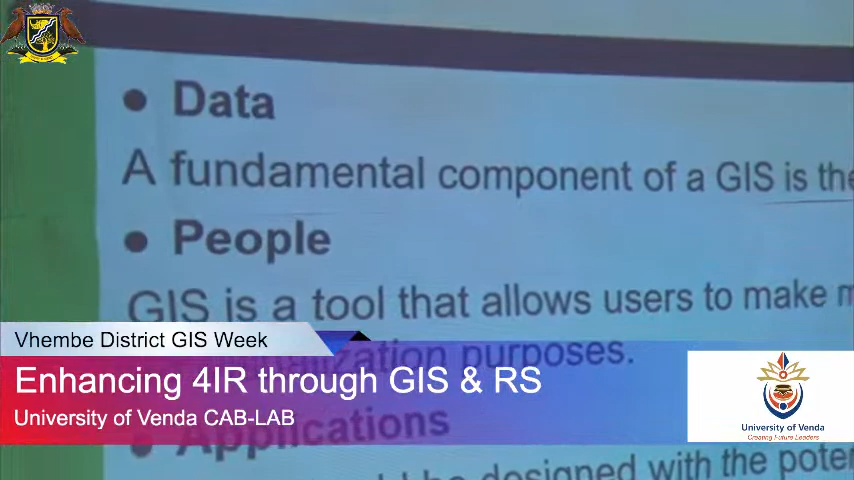 • Data
A fundamental component of a GIS is the
• People
GIS is a tool that allows users to make
Vhembe District GIS Week
purposes.
Enhancing 4IR through GIS & RS
University of Venda CAB-LAB
University of Venda
Creating Future Leaders
• Applications
designed with the